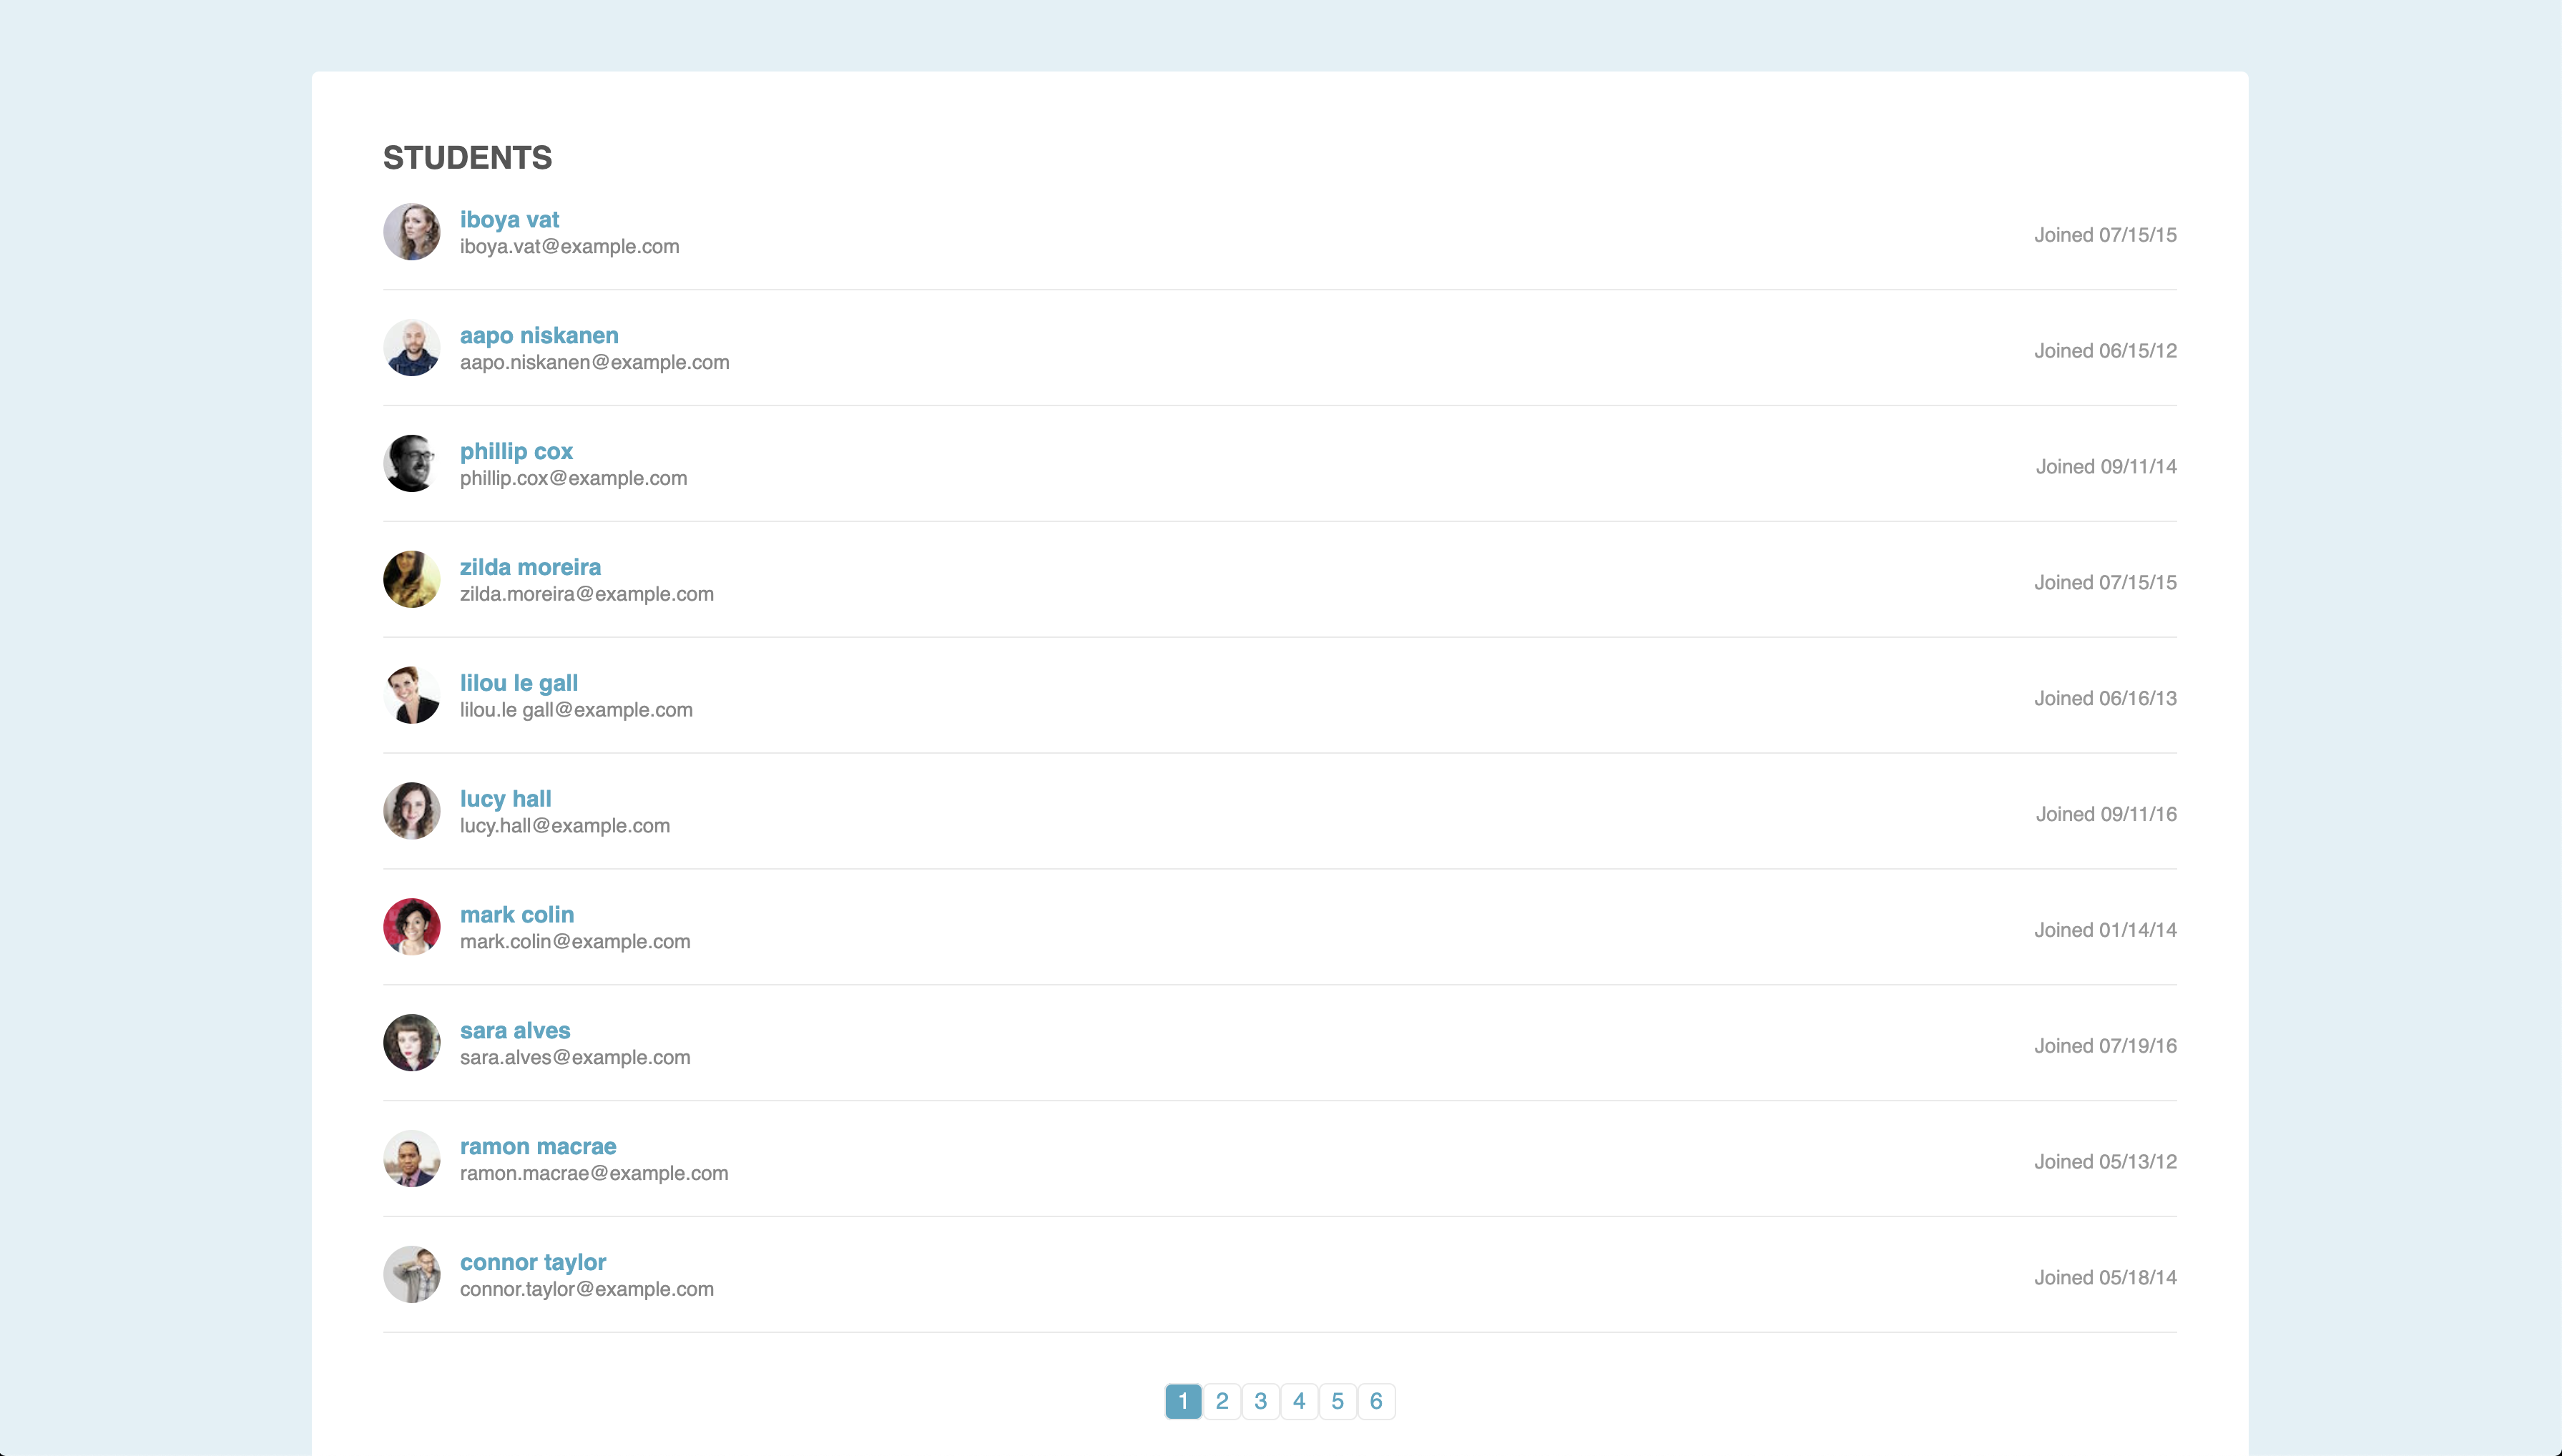 STUDENTS
iboya vat
iboya.vat@example.com
Joined 07/15/15
aapo niskanen
aapo.niskanen@example.com
Joined 06/15/12
phillip cox
phillip.cox@example.com
Joined 09/11/14
zilda moreira
zilda.moreira@example.com
Joined 07/15/15
lilou le gall
lilou.le gall@example.com
Joined 06/16/13
lucy hall
lucy.hall@example.com
Joined 09/11/16
mark colin
mark.colin@example.com
Joined 01/14/14
sara alves
sara.alves@example.com
Joined 07/19/16
ramon macrae
ramon.macrae@example.com
Joined 05/13/12
connor taylor
connor.taylor@example.com
Joined 05/18/14
1 2 3 4 5 6